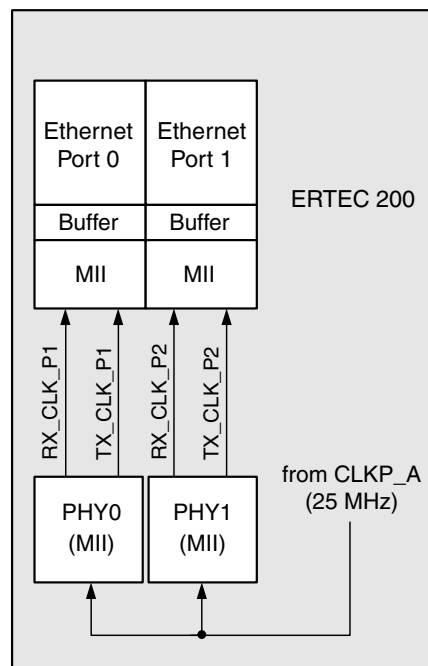 Ethernet
Port 0
Ethernet
Port 1
ERTEC 200
Buffer
Buffer
MII
MII
RX_CLK_P1
TX_CLK_P1
RX_CLK_P2
TX_CLK_P2
from CLKP_A
(25 MHz)
PHY0
(MII)
PHY1
(MII)